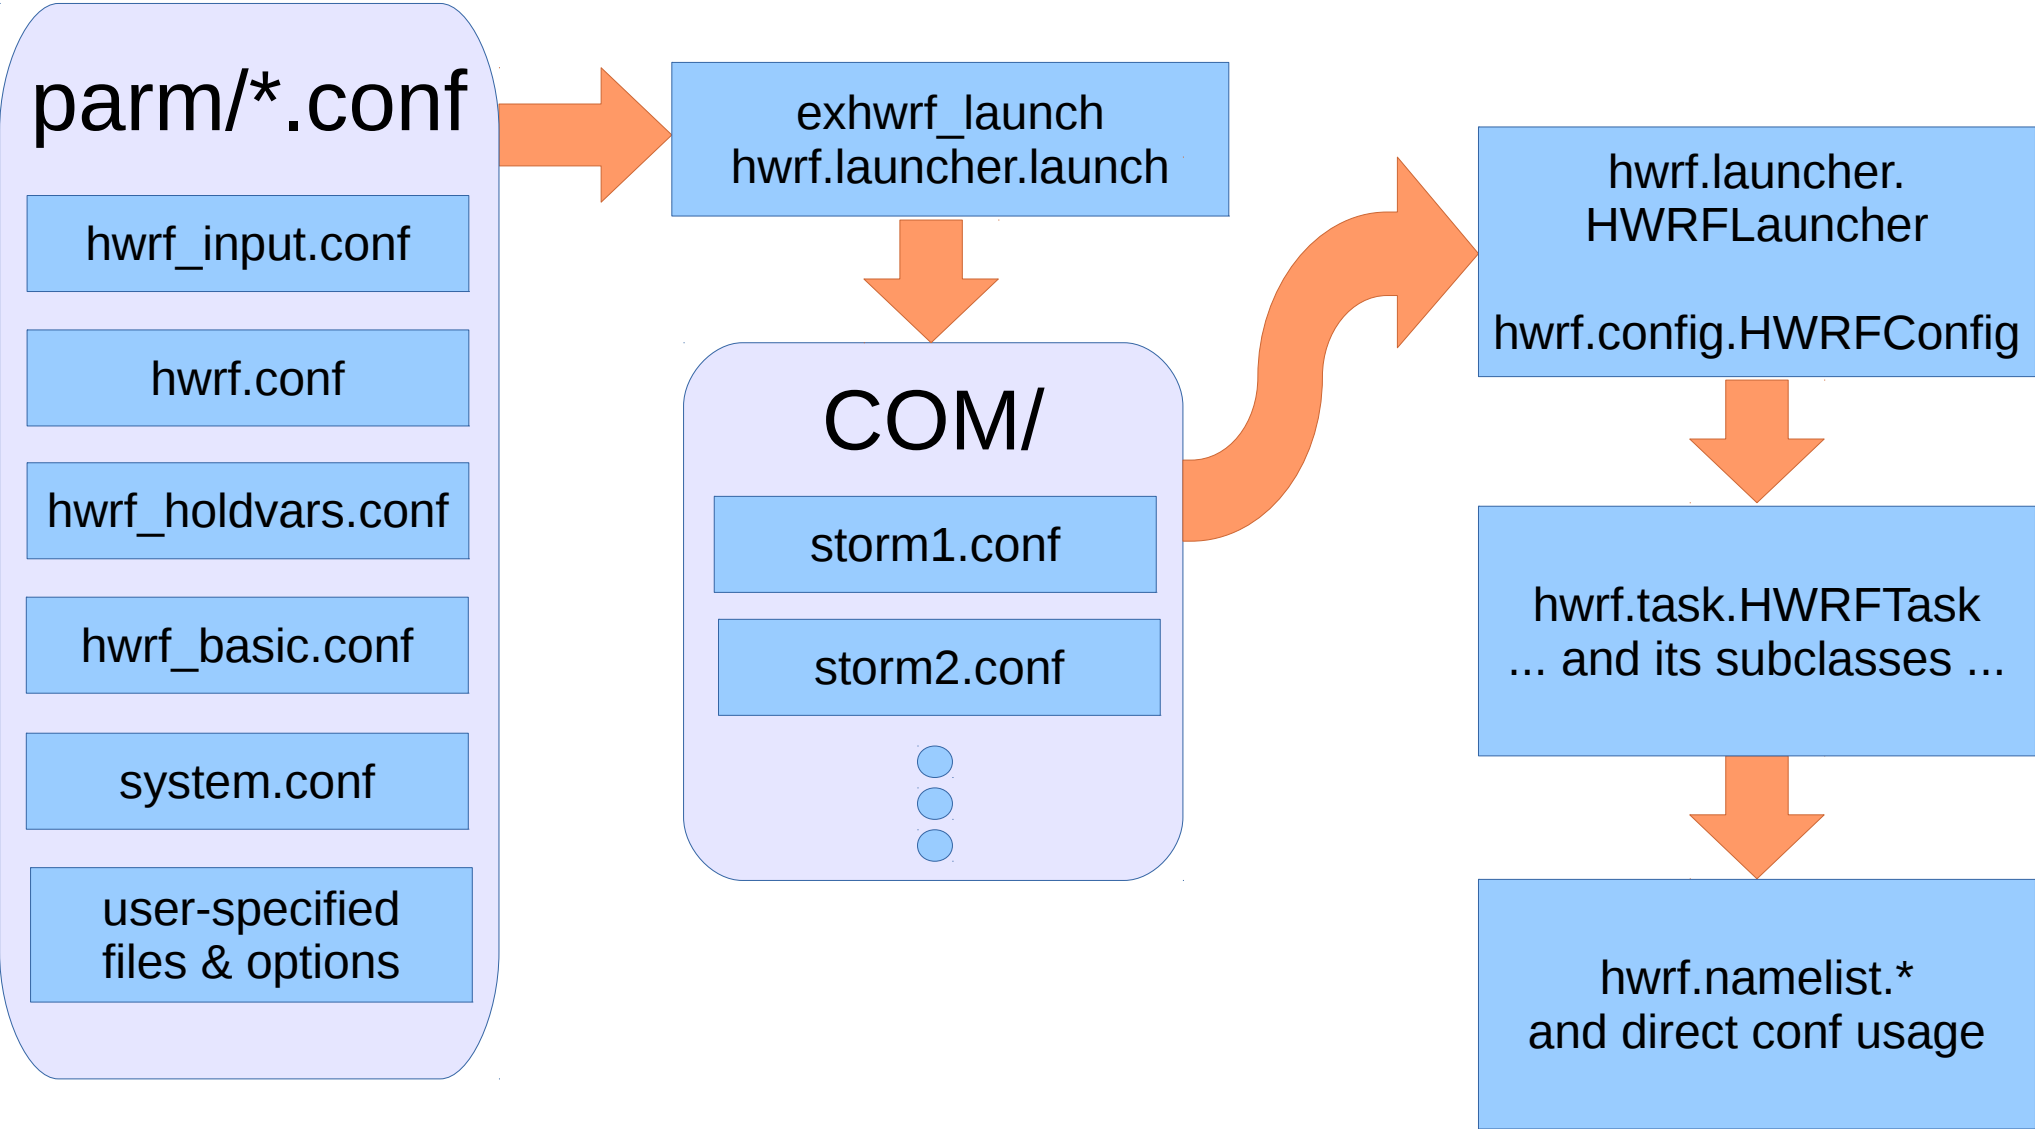 parm/*.conf
hwrf_input.conf
hwrf.conf
hwrf_holdvars.conf
hwrf_basic.conf
system.conf
user-specified
files & options
exhwrf_launch
hwrf.launcher.launch
COM/
storm1.conf
storm2.conf
hwrf.launcher.
HWRFLauncher
hwrf.config.HWRFConfig
hwrf.task.HWRFTask
... and its subclasses ...
hwrf.namelist.*
and direct conf usage